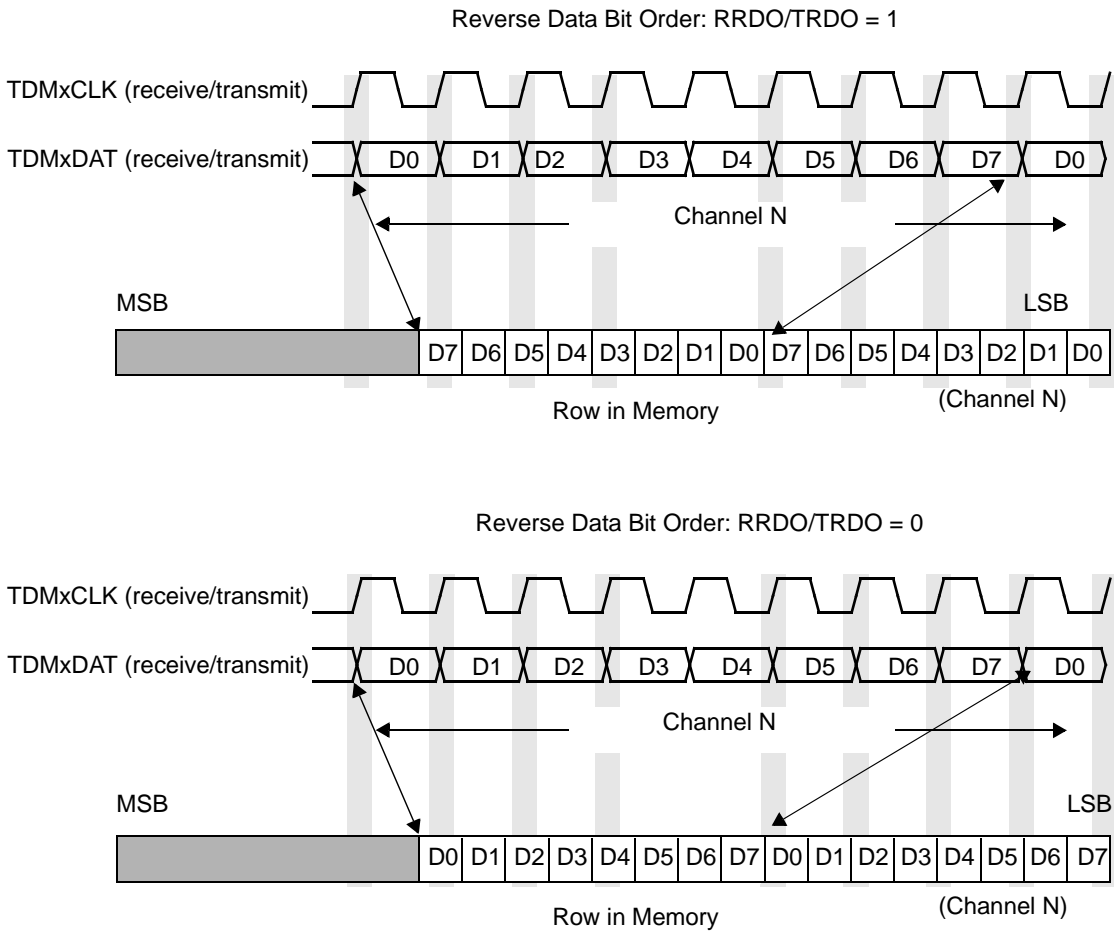 Reverse Data Bit Order: RRDO/TRDO = 1
TDMxCLK (receive/transmit)
TDMxDAT (receive/transmit) D0 D1 D2 D3 D4 D5 D6 D7 D0
Channel N
MSB LSB
D7 D6 D5 D4 D3 D2 D1 D0 D7 D6 D5 D4 D3 D2 D1 D0
Row in Memory (Channel N)
Reverse Data Bit Order: RRDO/TRDO = 0
TDMxCLK (receive/transmit)
TDMxDAT (receive/transmit) D0 D1 D2 D3 D4 D5 D6 D7 D0
Channel N
MSB LSB
D0 D1 D2 D3 D4 D5 D6 D7 D0 D1 D2 D3 D4 D5 D6 D7
Row in Memory (Channel N)